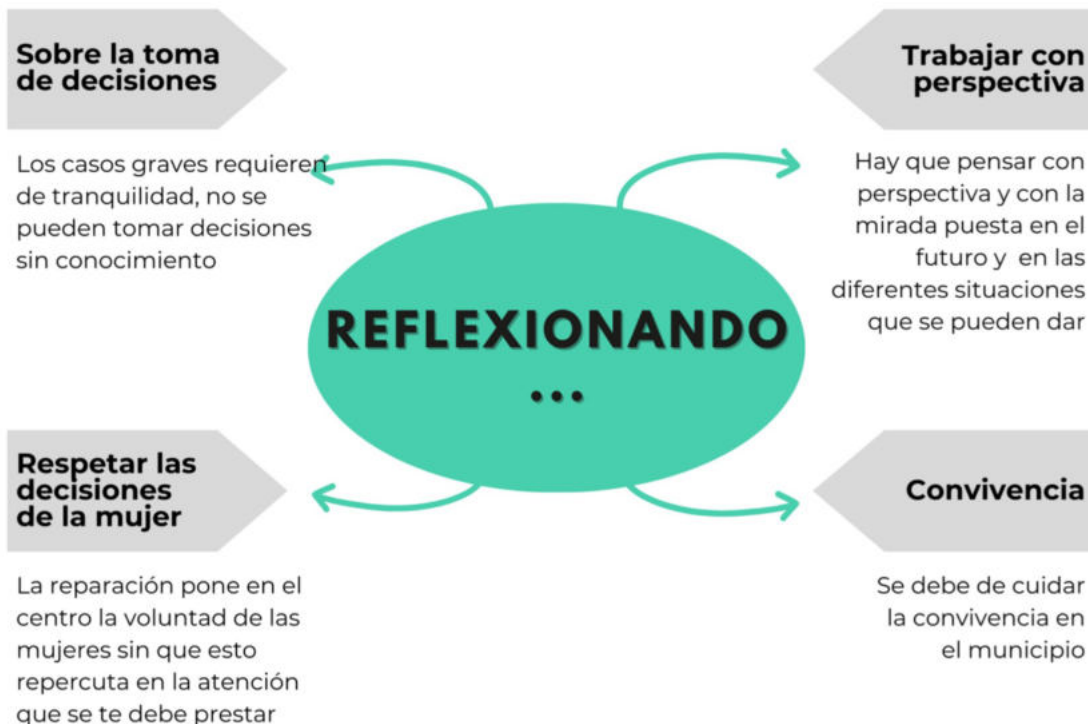 Sobre la toma
de decisiones
Los casos graves requieren
de tranquilidad, no se
pueden tomar decisiones
sin conocimiento
Trabajar con
perspectiva
Hay que pensar con
perspectiva y con la
mirada puesta en el
futuro y en las
diferentes situaciones
que se pueden dar
REFLEXIONANDO
...
Respetar las
decisiones
de la mujer
La reparación pone en el
centro la voluntad de las
mujeres sin que esto
repercuta en la atención
que se te debe prestar
Convivencia
Se debe de cuidar
la convivencia en
el municipio